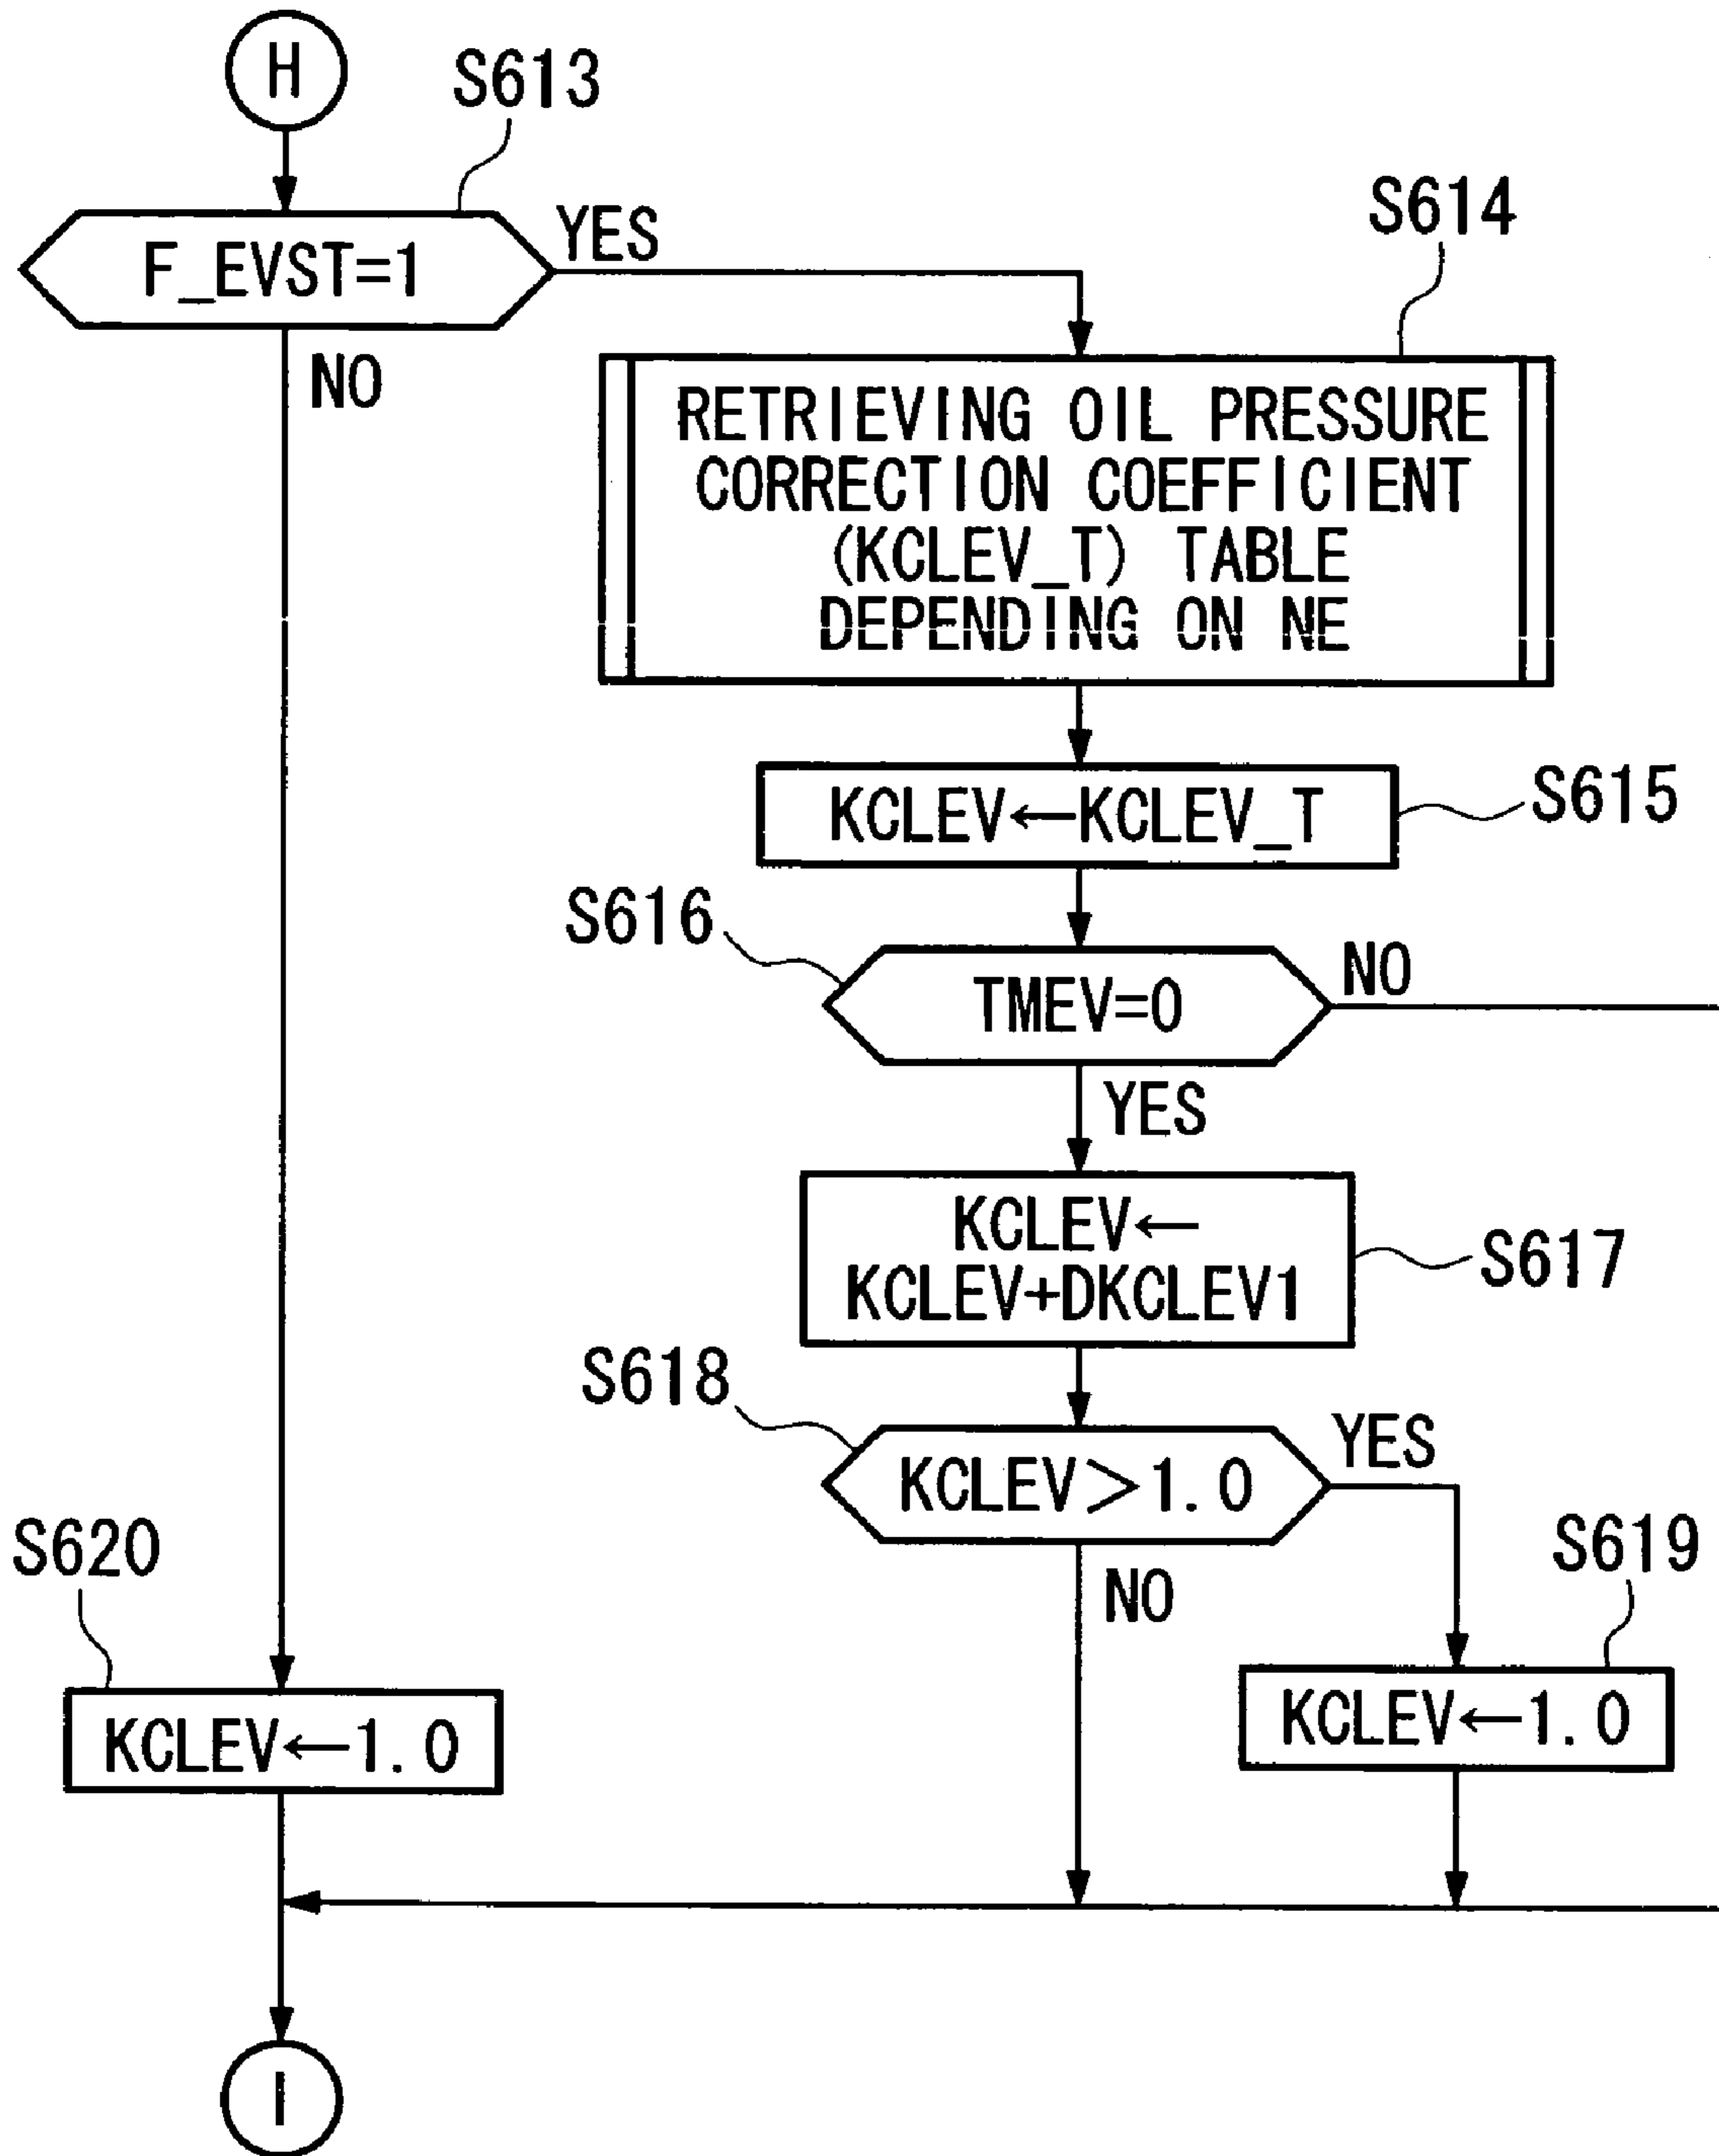 H
S613
F_EVST=1
YES
NO
S614
RETRIEVING OIL PRESSURE
CORRECTION COEFFICIENT
(KCLEV_T) TABLE
DEPENDING ON NE
KCLEV←KCLEV_T
S615
S616
TMEV=0
NO
YES
KCLEV←
KCLEV+DKCLEV1
S617
S618
KCLEV>1.0
YES
NO
S619
KCLEV←1.0
S620
KCLEV←1.0
I